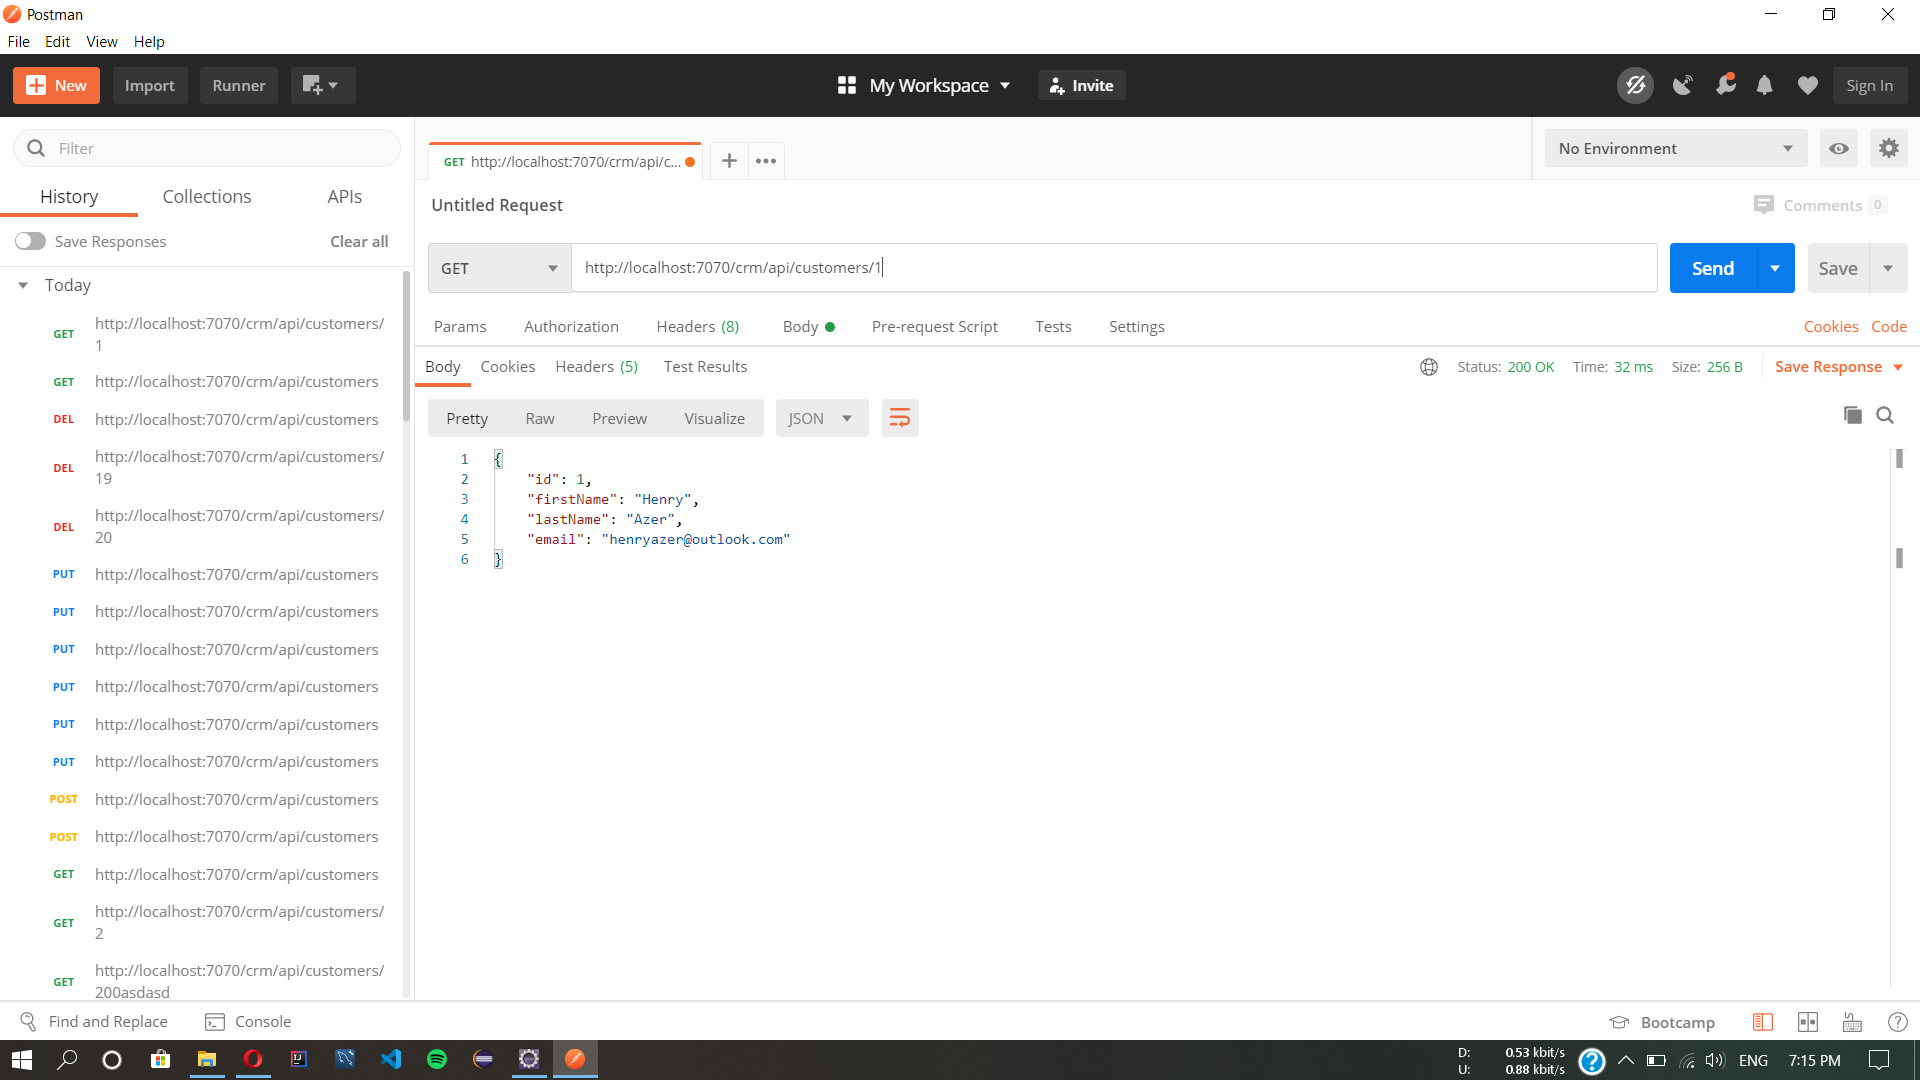 Postman
File Edit View Help
New Import Runner My Workspace Invite Sign In
Filter
History Collections APIs
Save Responses Clear all
Today
GET http://localhost:7070/crm/api/customers/
1
GET http://localhost:7070/crm/api/customers
DEL http://localhost:7070/crm/api/customers
DEL http://localhost:7070/crm/api/customers/
19
DEL http://localhost:7070/crm/api/customers/
20
PUT http://localhost:7070/crm/api/customers
PUT http://localhost:7070/crm/api/customers
PUT http://localhost:7070/crm/api/customers
PUT http://localhost:7070/crm/api/customers
PUT http://localhost:7070/crm/api/customers
PUT http://localhost:7070/crm/api/customers
POST http://localhost:7070/crm/api/customers
POST http://localhost:7070/crm/api/customers
GET http://localhost:7070/crm/api/customers
GET http://localhost:7070/crm/api/customers/
2
GET http://localhost:7070/crm/api/customers/
200asdasd
GET http://localhost:7070/crm/api/c...
No Environment
Untitled Request
Comments 0
GET http://localhost:7070/crm/api/customers/1 Send Save
Params Authorization Headers (8) Body Pre-request Script Tests Settings Cookies Code
Body Cookies Headers (5) Test Results Status: 200 OK Time: 32 ms Size: 256 B Save Response
Pretty Raw Preview Visualize JSON
1 {
2 "id": 1,
3 "firstName": "Henry",
4 "lastName": "Azer",
5 "email": "henryazer@outlook.com"
6 }
Find and Replace Console Bootcamp
D: 0.53 kbit/s
U: 0.88 kbit/s
ENG 7:15 PM